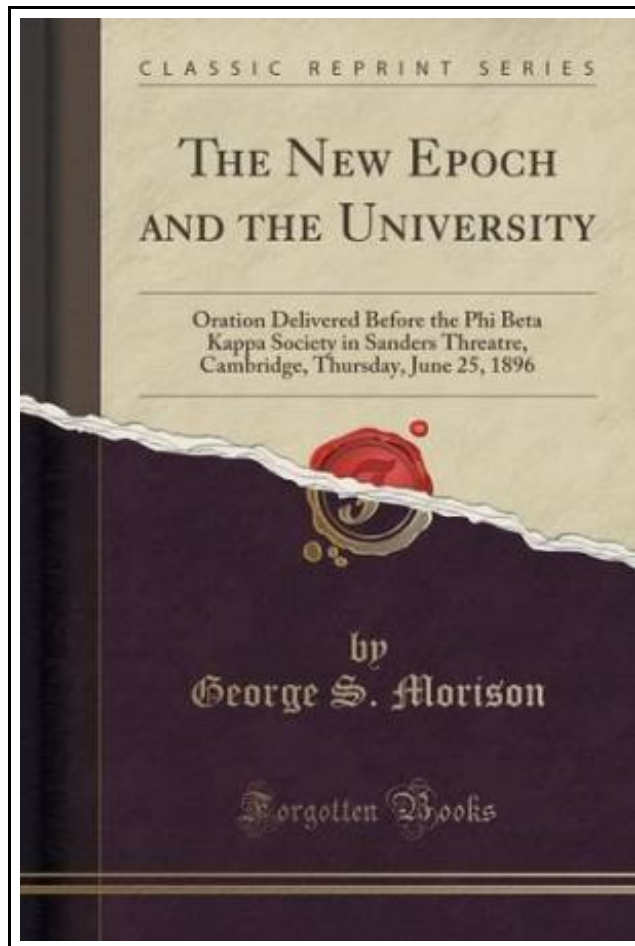 CLASSIC REPRINT SERIES
THE NEW EPOCH
AND THE UNIVERSITY
Oration Delivered Before the Phi Beta
Kappa Society in Sanders Threatre,
Cambridge, Thursday, June 25, 1896
by
George S. Morison
Forgotten Books